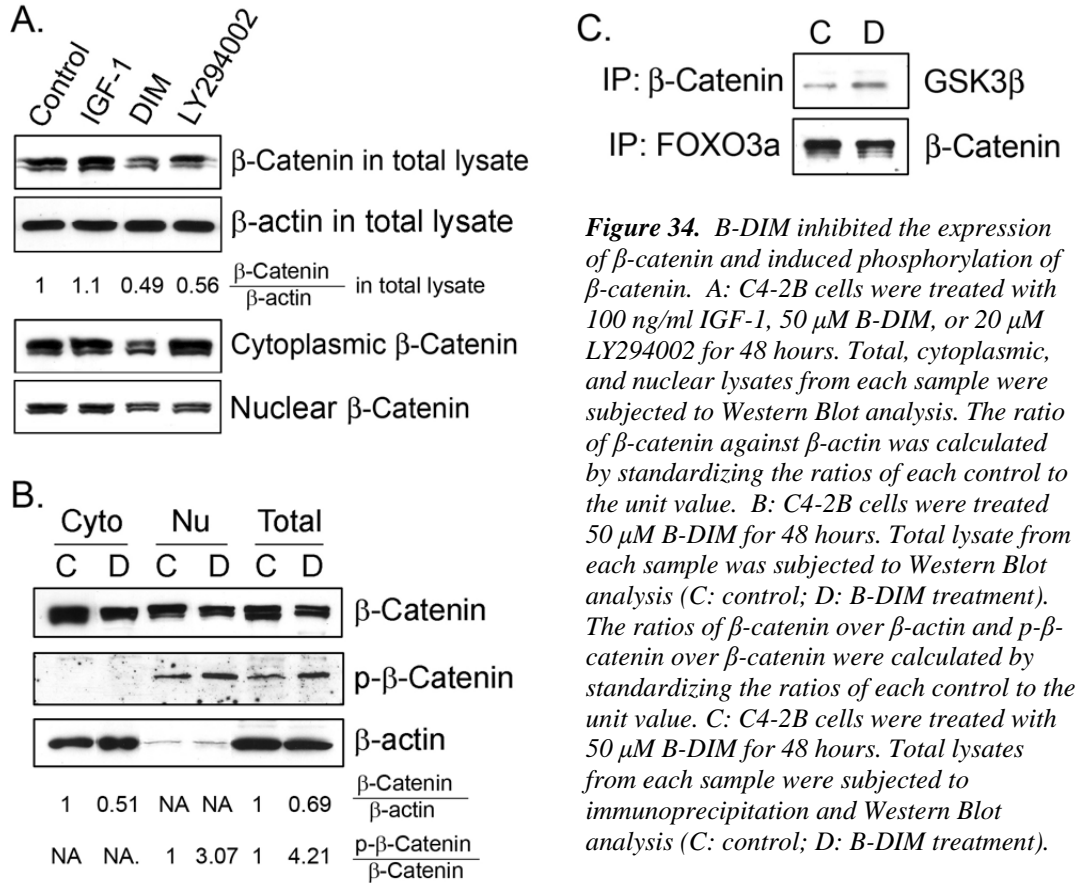 A.
Control IGF-1 DIM LY294002
β-Catenin in total lysate
β-actin in total lysate
1 1.1 0.49 0.56 β-Catenin
β-actin in total lysate
Cytoplasmic β-Catenin
Nuclear β-Catenin
B.
Cyto Nu Total
C D C D C D
β-Catenin
p-β-Catenin
β-actin
1 0.51 NA NA 1 0.69 β-Catenin
β-actin
NA NA. 1 3.07 1 4.21 p-β-Catenin
β-Catenin
C.
C D
IP: β-Catenin GSK3β
IP: FOXO3a β-Catenin
Figure 34. B-DIM inhibited the expression
of β-catenin and induced phosphorylation of
β-catenin. A: C4-2B cells were treated with
100 ng/ml IGF-1, 50 μM B-DIM, or 20 μM
LY294002 for 48 hours. Total, cytoplasmic,
and nuclear lysates from each sample were
subjected to Western Blot analysis. The ratio
of β-catenin against β-actin was calculated
by standardizing the ratios of each control to
the unit value. B: C4-2B cells were treated
50 μM B-DIM for 48 hours. Total lysate from
each sample was subjected to Western Blot
analysis (C: control; D: B-DIM treatment).
The ratios of β-catenin over β-actin and p-β-
catenin over β-catenin were calculated by
standardizing the ratios of each control to the
unit value. C: C4-2B cells were treated with
50 μM B-DIM for 48 hours. Total lysates
from each sample were subjected to
immunoprecipitation and Western Blot
analysis (C: control; D: B-DIM treatment).